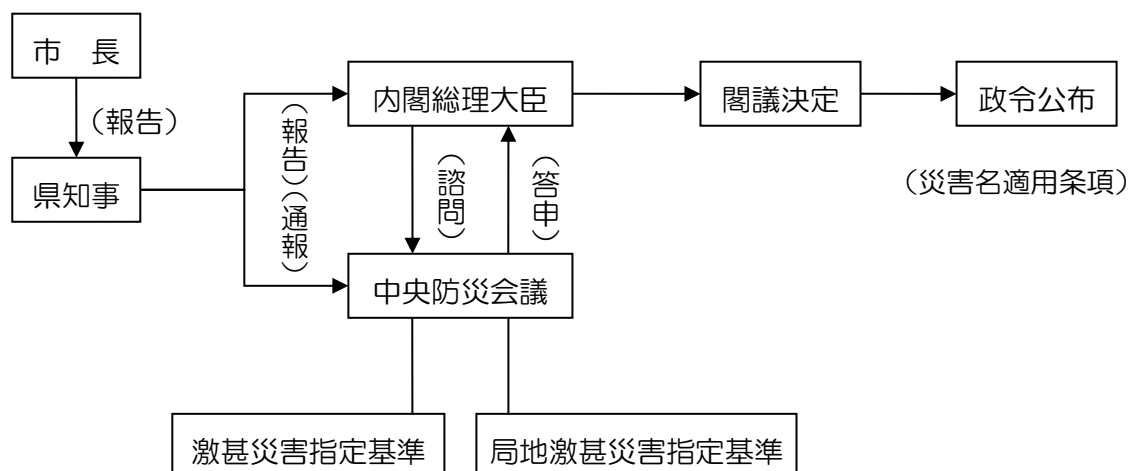 市　長
（報告）
県知事
（報告）（通報）
内閣総理大臣
（諮問）
（答申）
中央防災会議
閣議決定
政令公布
（災害名適用条項）
激甚災害指定基準
局地激甚災害指定基準